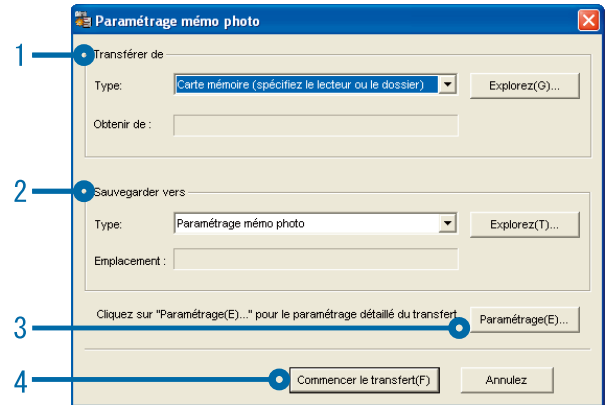 Paramétrage mémo photo
1
Transférer de
Type: Carte mémoire (spécifiez le lecteur ou le dossier) Explorez(G)...
Obtenir de :
2
Sauvegarder vers
Type: Paramétrage mémo photo Explorez(T)...
Emplacement :
Cliquez sur "Paramétrage(E)..." pour le paramétrage détaillé du transfert Paramétrage(E)...
3
4
Commencer le transfert(F) Annulez